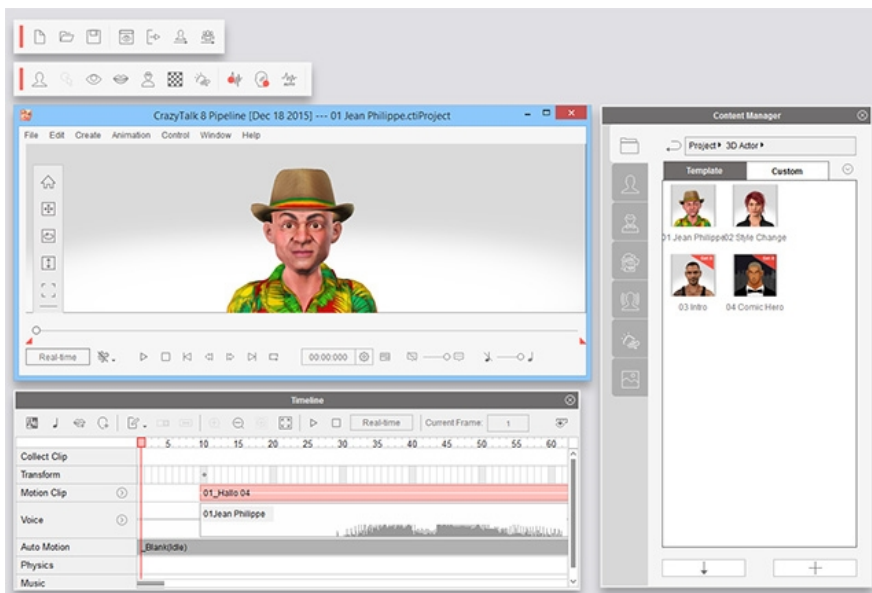 CrazyTalk 8 Pipeline [Dec 18 2015] --- 01 Jean Philippe.ctiProject
File Edit Create Animation Control Window Help
Real-time 00:00:000
Content Manager
Project 3D Actor
Template Custom
01 Jean Philippe 02 Style Change
03 Intro 04 Comic Hero
Timeline
Real-time Current Frame: 1
5 10 15 20 25 30 35 40 45 50 55 60
Collect Clip
Transform
Motion Clip 01_Hallo 04
Voice 01Jean Philippe
Auto Motion _Blank(Idle)
Physics
Music